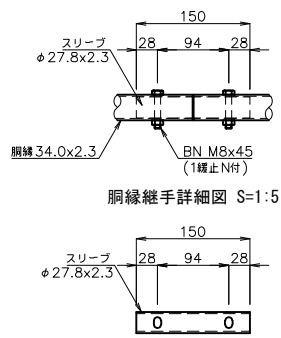 150
スリーブ
28 94 28
φ27.8x2.3
胴縁34.0x2.3
BN M8x45
(1緩止N付)
胴縁継手詳細図 S=1:5
150
スリーブ
28 94 28
φ27.8x2.3